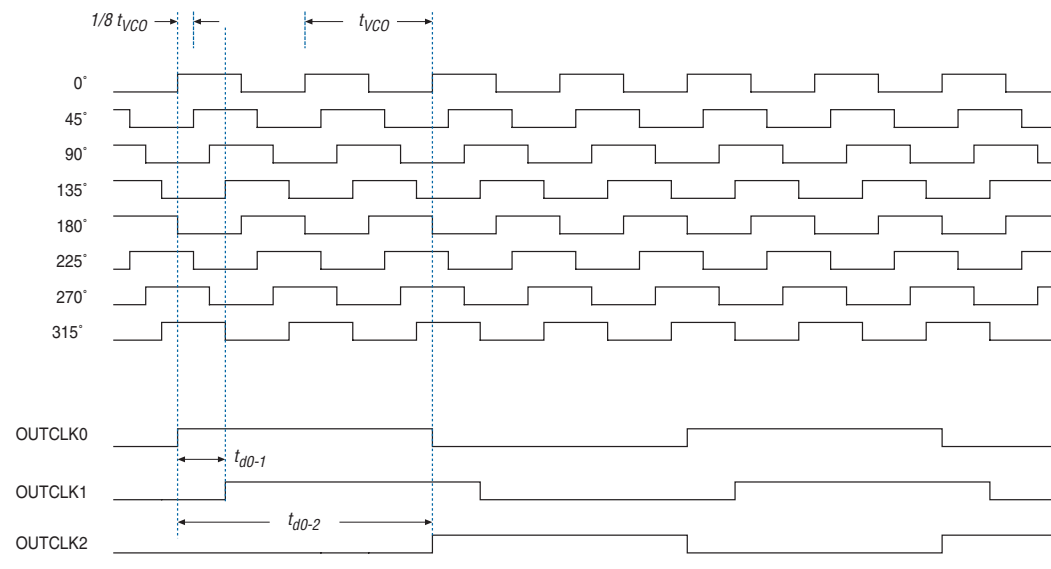 1/8 tVCO
tVCO
0°
45°
90°
135°
180°
225°
270°
315°
OUTCLK0
td0-1
OUTCLK1
td0-2
OUTCLK2